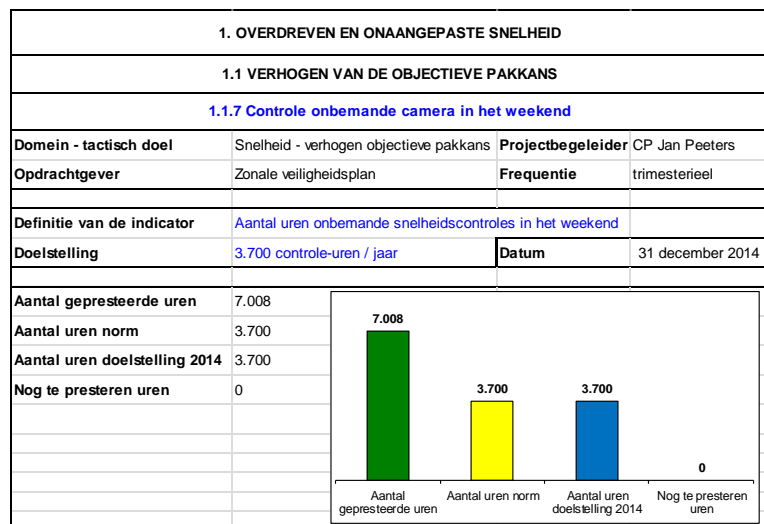 1. OVERDREVEN EN ONAANGEPASTE SNELHEID
1.1 VERHOGEN VAN DE OBJECTIEVE PAKKANS
1.1.7 Controle onbemande camera in het weekend
Domein - tactisch doel Snelheid - verhogen objectieve pakkans Projectbegeleider CP Jan Peeters
Opdrachtgever Zonale veiligheidsplan Frequentie trimesterieel
Definitie van de indicator Aantal uren onbemande snelheidscontroles in het weekend
Doelstelling 3.700 controle-uren / jaar Datum 31 december 2014
Aantal gepresteerde uren 7.008
Aantal uren norm 3.700
Aantal uren doelstelling 2014 3.700
Nog te presteren uren 0
7.008
3.700
3.700
0
Aantal
gepresteerde uren
Aantal uren norm
Aantal uren
doelstelling 2014
Nog te presteren
uren